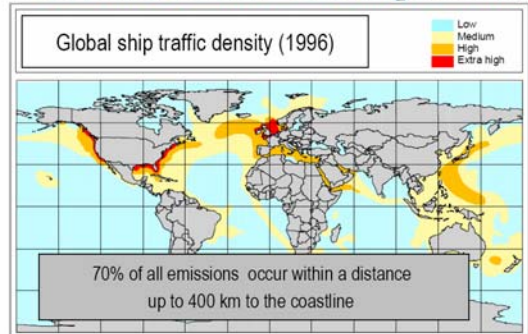 Global ship traffic density (1996)
Low
Medium
High
Extra high
70% of all emissions occur within a distance
up to 400 km to the coastline